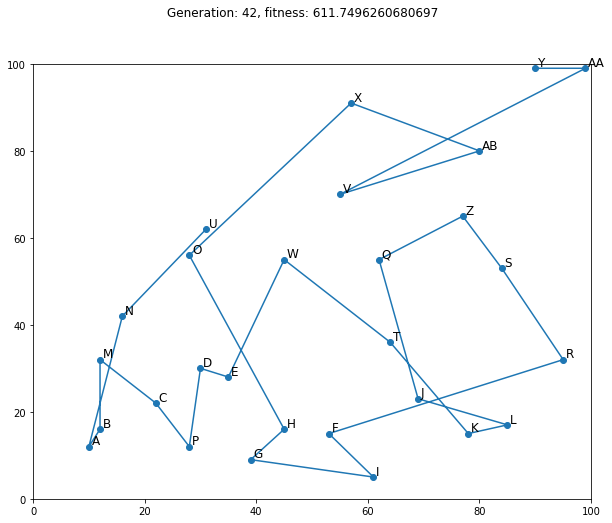 Generation: 42, fitness: 611.7496260680697
100
Y AA
X
80
AB
V
Z
U
60
O W Q
S
N
40
T
M R
D
E
C
20
B H J L
A P G F K
I
0
0 20 40 60 80 100